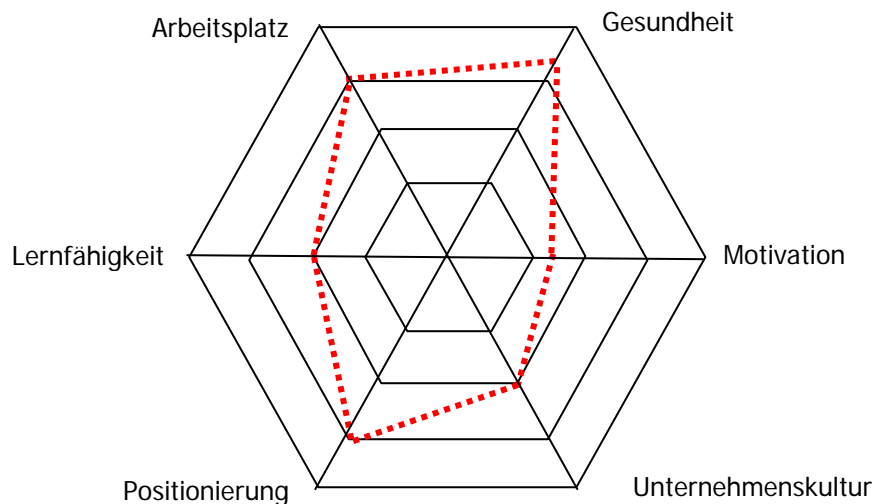 Arbeitsplatz
Gesundheit
Lernfähigkeit
Motivation
Positionierung
Unternehmenskultur